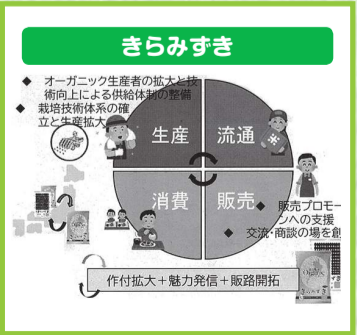 きらみずき
◆ オーガニック生産者の拡大と技
術向上による供給体制の整備
◆ 栽培技術体系の確
立と生産拡大
生産
流通
消費
販売
◆ 販売プロモー
ンへの支援
◆ 交流・商談の場を創
作付拡大＋魅力発信＋販路開拓